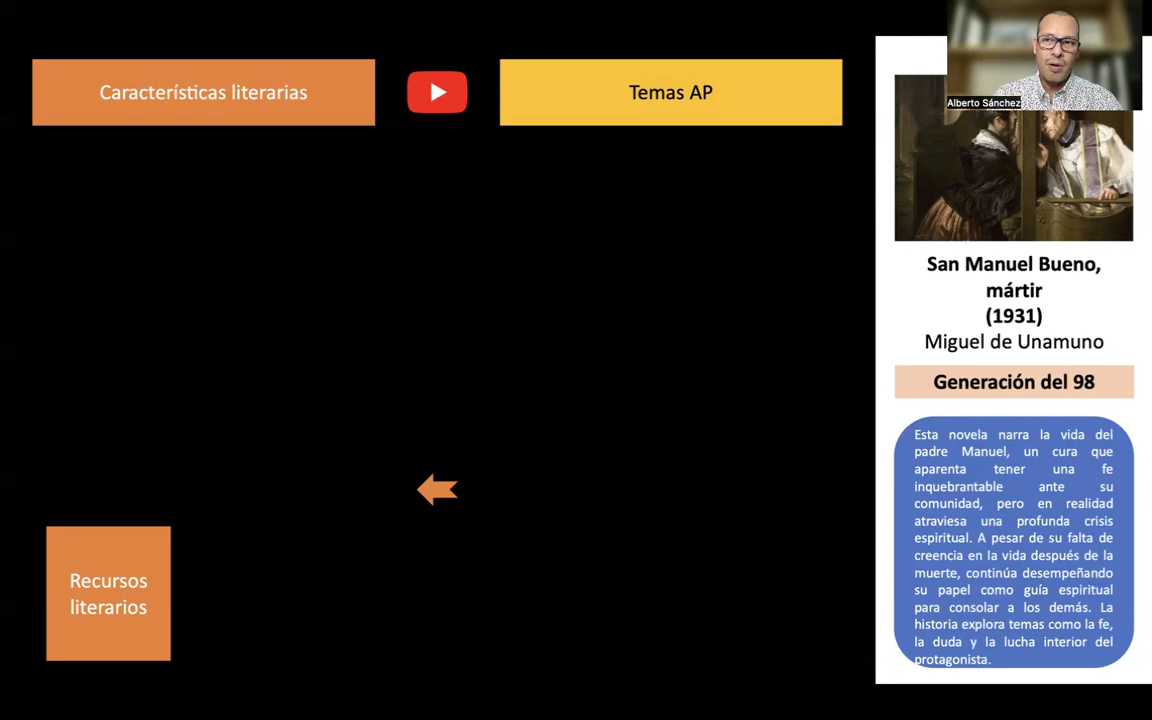 Características literarias
Temas AP
Alberto Sánchez
San Manuel Bueno,
mártir
(1931)
Miguel de Unamuno
Generación del 98
Esta novela narra la vida del
padre Manuel, un cura que
aparenta tener una fe
inquebrantable ante su
comunidad, pero en realidad
atraviesa una profunda crisis
espiritual. A pesar de su falta de
creencia en la vida después de la
muerte, continúa desempeñando
su papel como guía espiritual
para consolar a los demás. La
historia explora temas como la fe,
la duda y la lucha interior del
protagonista.
Recursos
literarios